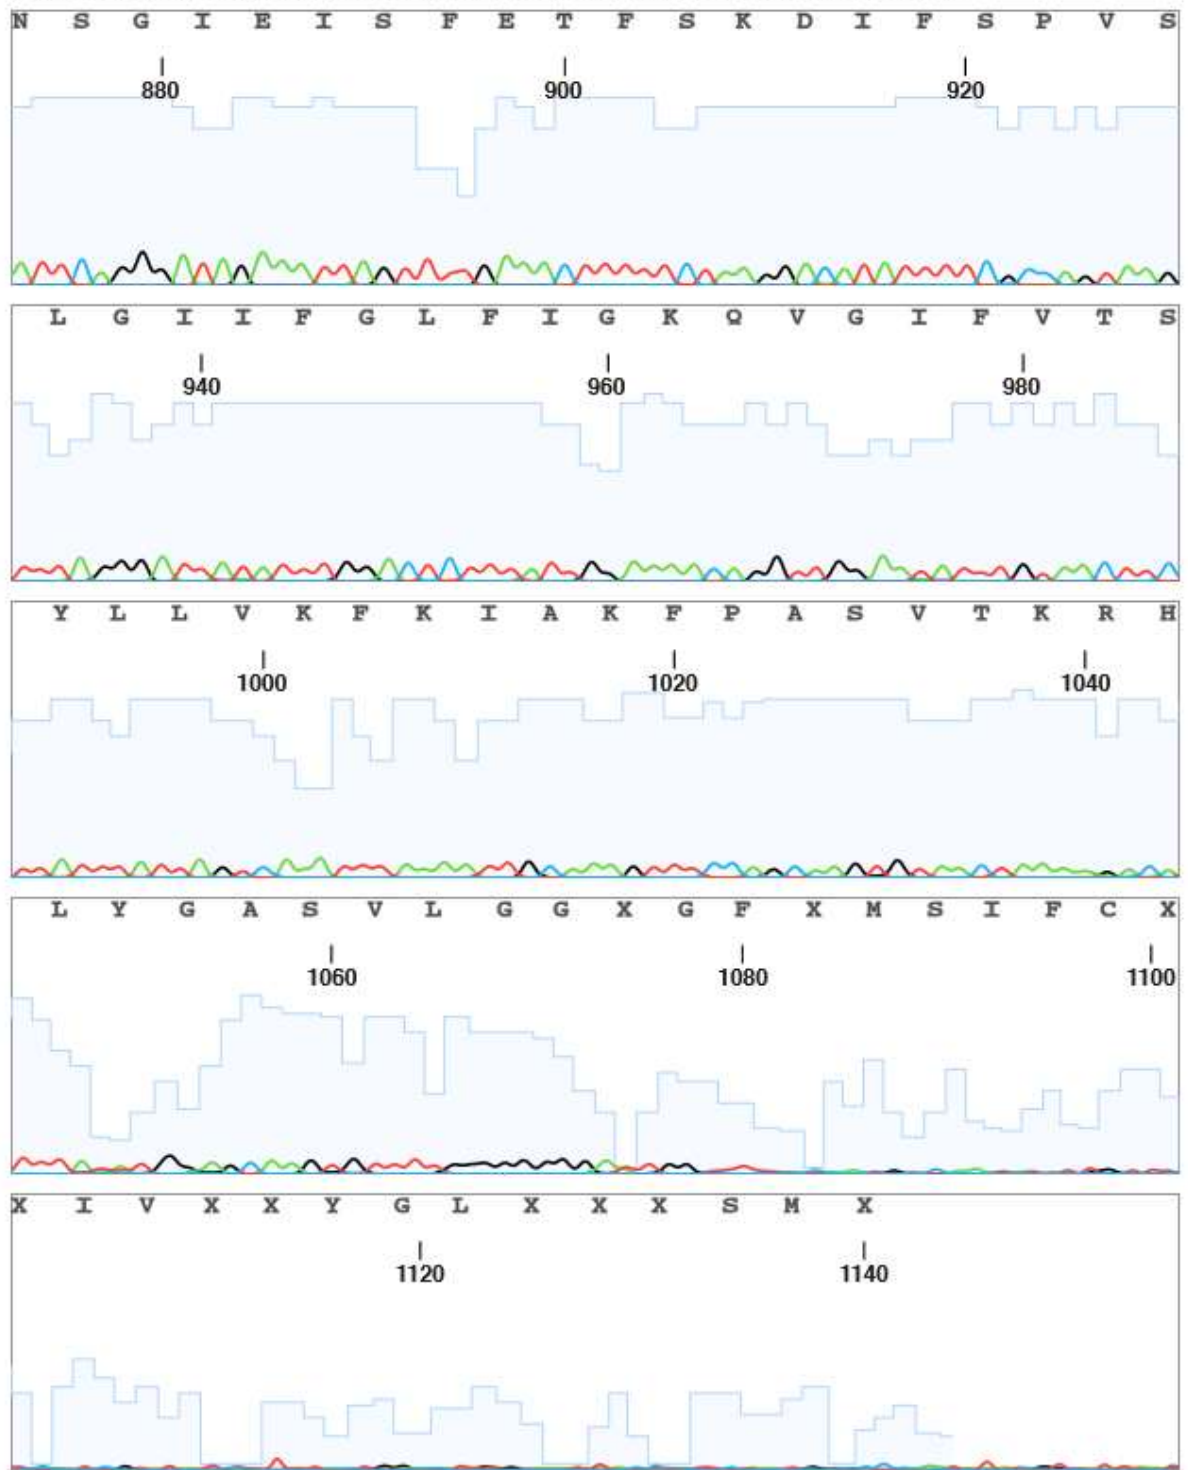 N S G I E I S F E T F S K D I F S P V S
880 900 920
L G I I F G L F I G K Q V G I F V T S
940 960 980
Y L L V K F K I A K F P A S V T K R H
1000 1020 1040
L Y G A S V L G G X G F X M S I F C X
1060 1080 1100
X I V X X Y G L X X X S M X
1120 1140